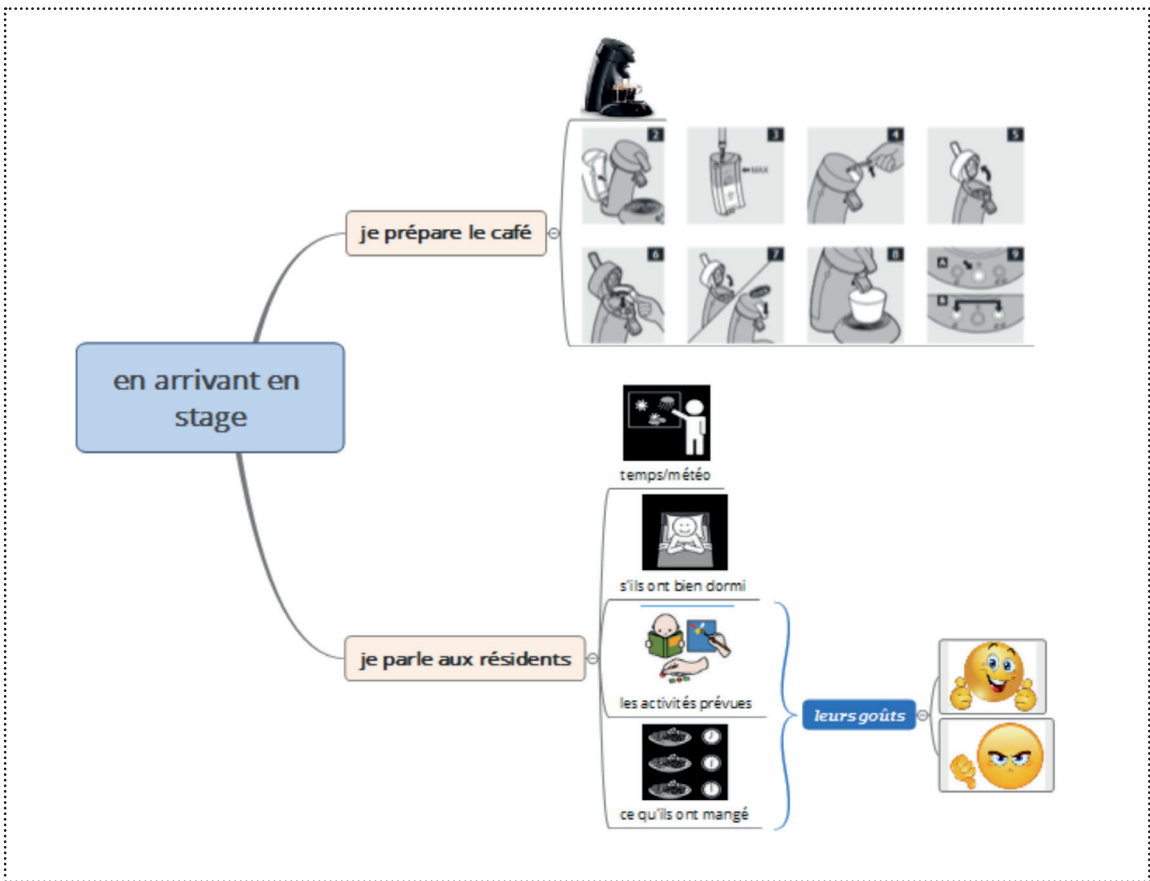 2
3
4
5
MAX
6
7
8
A
9
B
je prépare le café
en arrivant en
stage
temps/météo
s'ils ont bien dormi
je parle aux résidents
les activités prévues
leurs goûts
ce qu'ils ont mangé